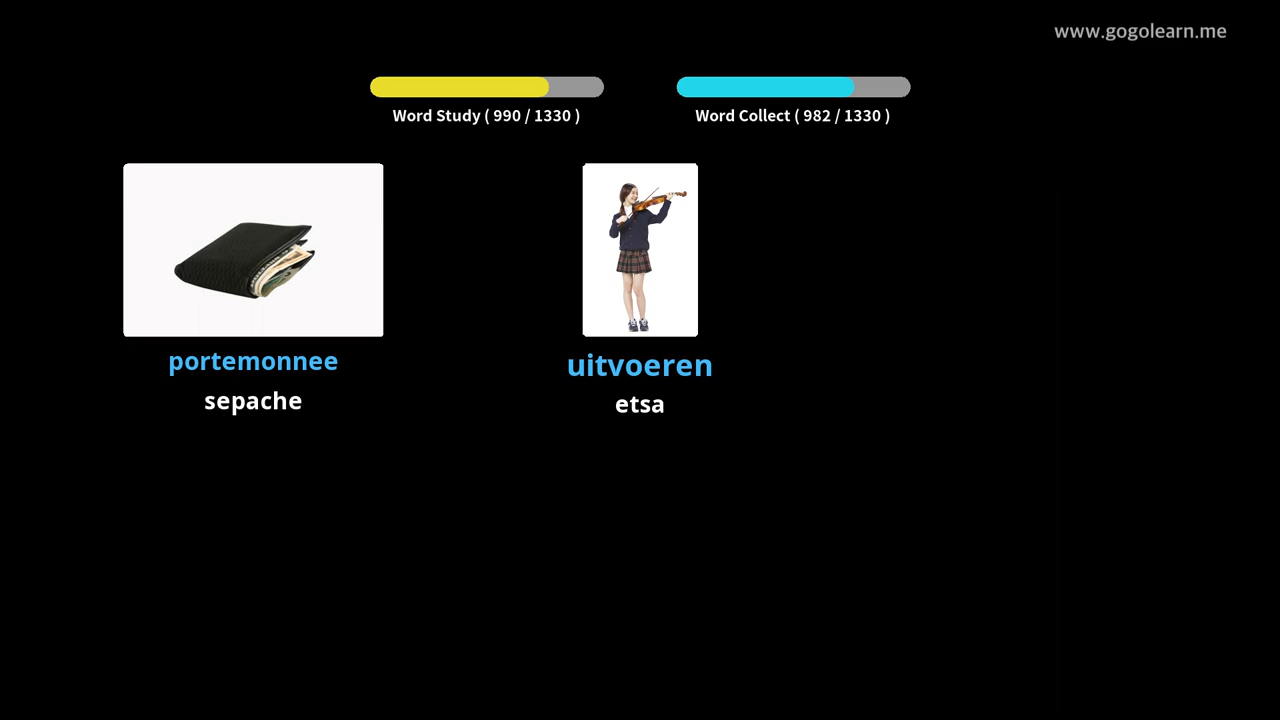 www.gogolearn.me
Word Study ( 990 / 1330 )
Word Collect ( 982 / 1330 )
portemonnee
sepache
uitvoeren
etsa